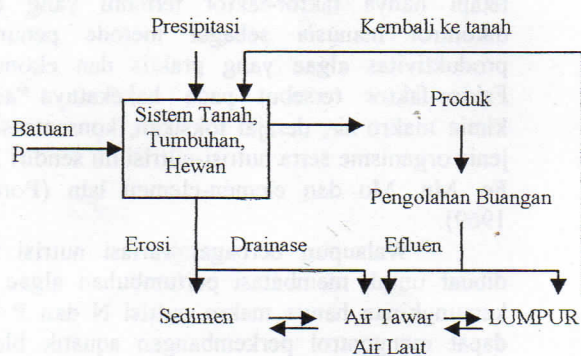 Presipitasi
Kembali ke tanah
Produk
Sistem Tanah,
Tumbuhan,
Hewan
Batuan
P
Pengolahan Buangan
Erosi
Drainase
Efluen
Sedimen
Air Tawar
LUMPUR
Air Laut